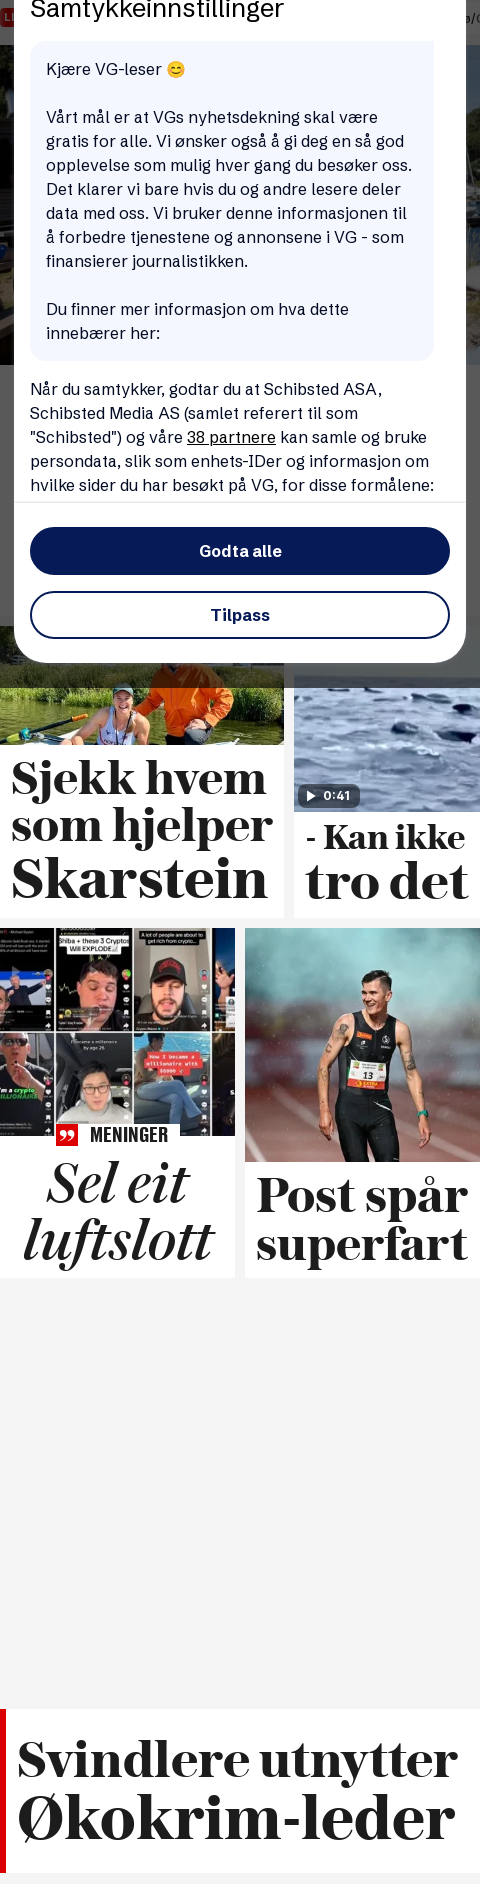 Samtykkeinnstillinger
Kjære VG-leser 😊
Vårt mål er at VGs nyhetsdekning skal være
gratis for alle. Vi ønsker også å gi deg en så god
opplevelse som mulig hver gang du besøker oss.
Det klarer vi bare hvis du og andre lesere deler
data med oss. Vi bruker denne informasjonen til
å forbedre tjenestene og annonsene i VG - som
finansierer journalistikken.
Du finner mer informasjon om hva dette
innebærer her:
Når du samtykker, godtar du at Schibsted ASA,
Schibsted Media AS (samlet referert til som
"Schibsted") og våre 38 partnere kan samle og bruke
persondata, slik som enhets-IDer og informasjon om
hvilke sider du har besøkt på VG, for disse formålene:
Godta alle
Tilpass
Sjekk hvem
som hjelper
Skarstein
0:41
- Kan ikke
tro det
Shiba + these 3 Cryptos
Will EXPLODE
A lot of people are about to
get rich from crypto...
I became a millionaire
by age 26
Now I became a
millionaire with
$6000
I'm a crypto
MILLIONAIRE
MENINGER
Sel eit
luftslott
13
Post spår
superfart
Svindlere utnytter
Økokrim-leder